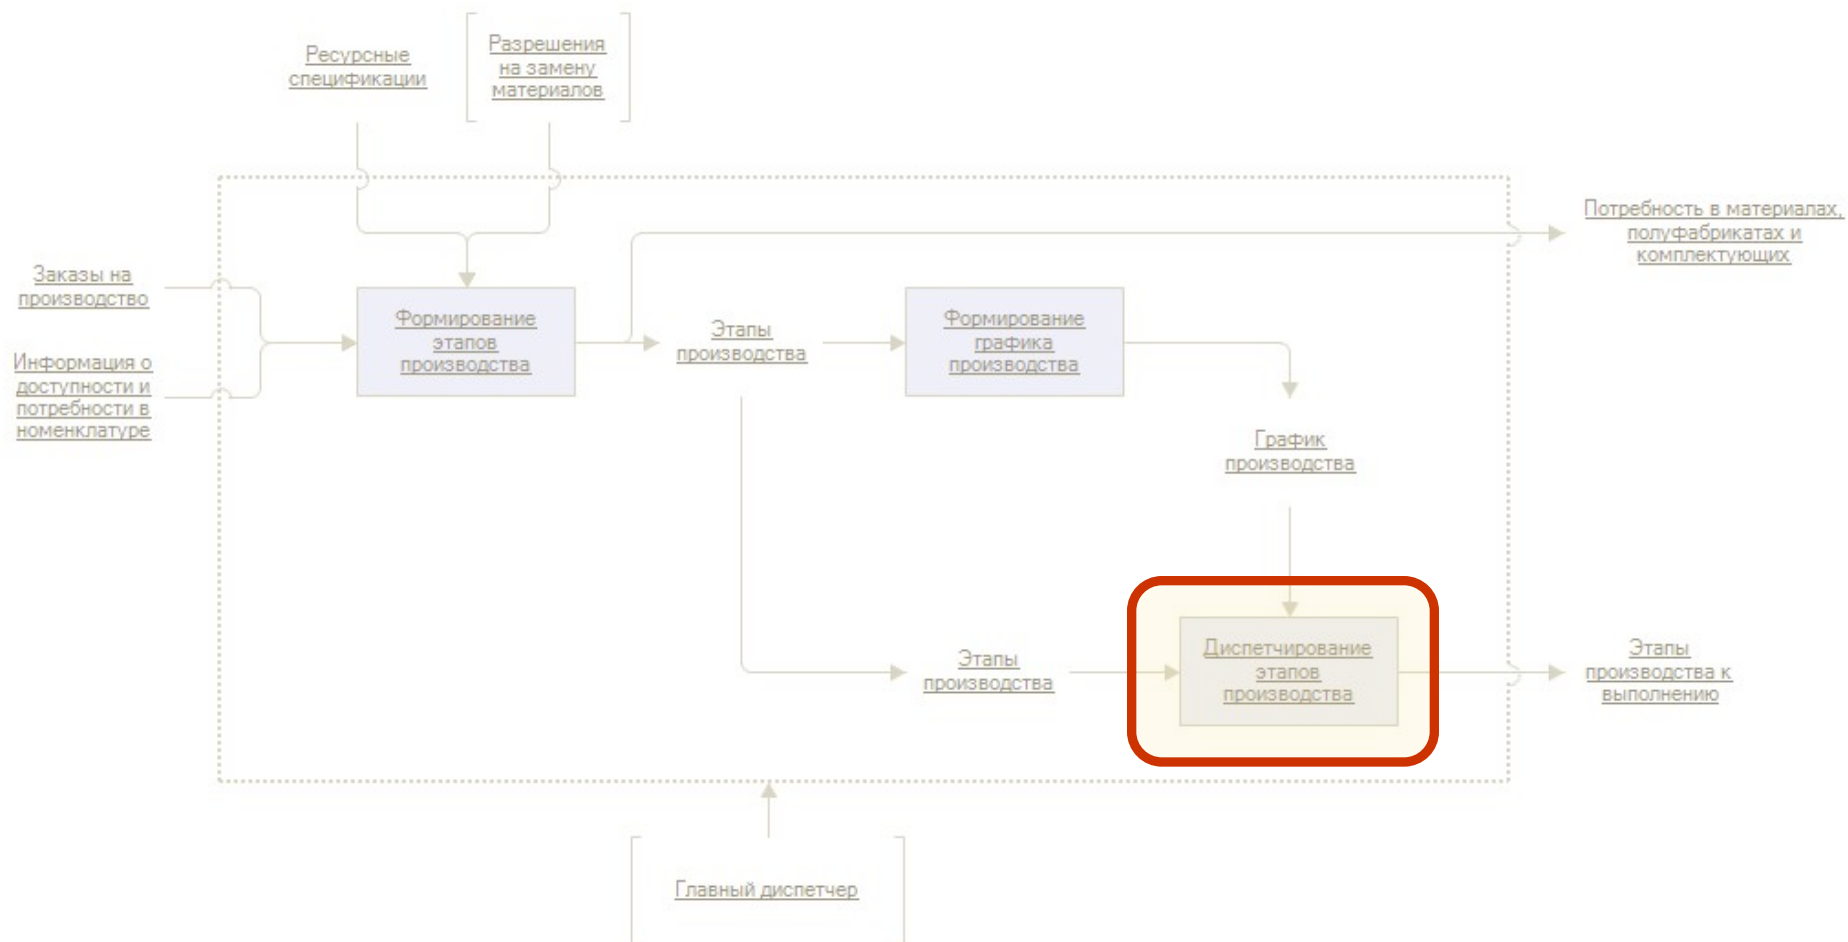 Ресурсные
спецификации
Разрешения
на замену
материалов
Потребность в материалах,
полуфабрикатах и
комплектующих
Заказы на
производство
Информация о
доступности и
потребности в
номенклатуре
Формирование
этапов
производства
Этапы
производства
Формирование
графика
производства
График
производства
Этапы
производства
Диспетчирование
этапов
производства
Этапы
производства к
выполнению
Главный диспетчер